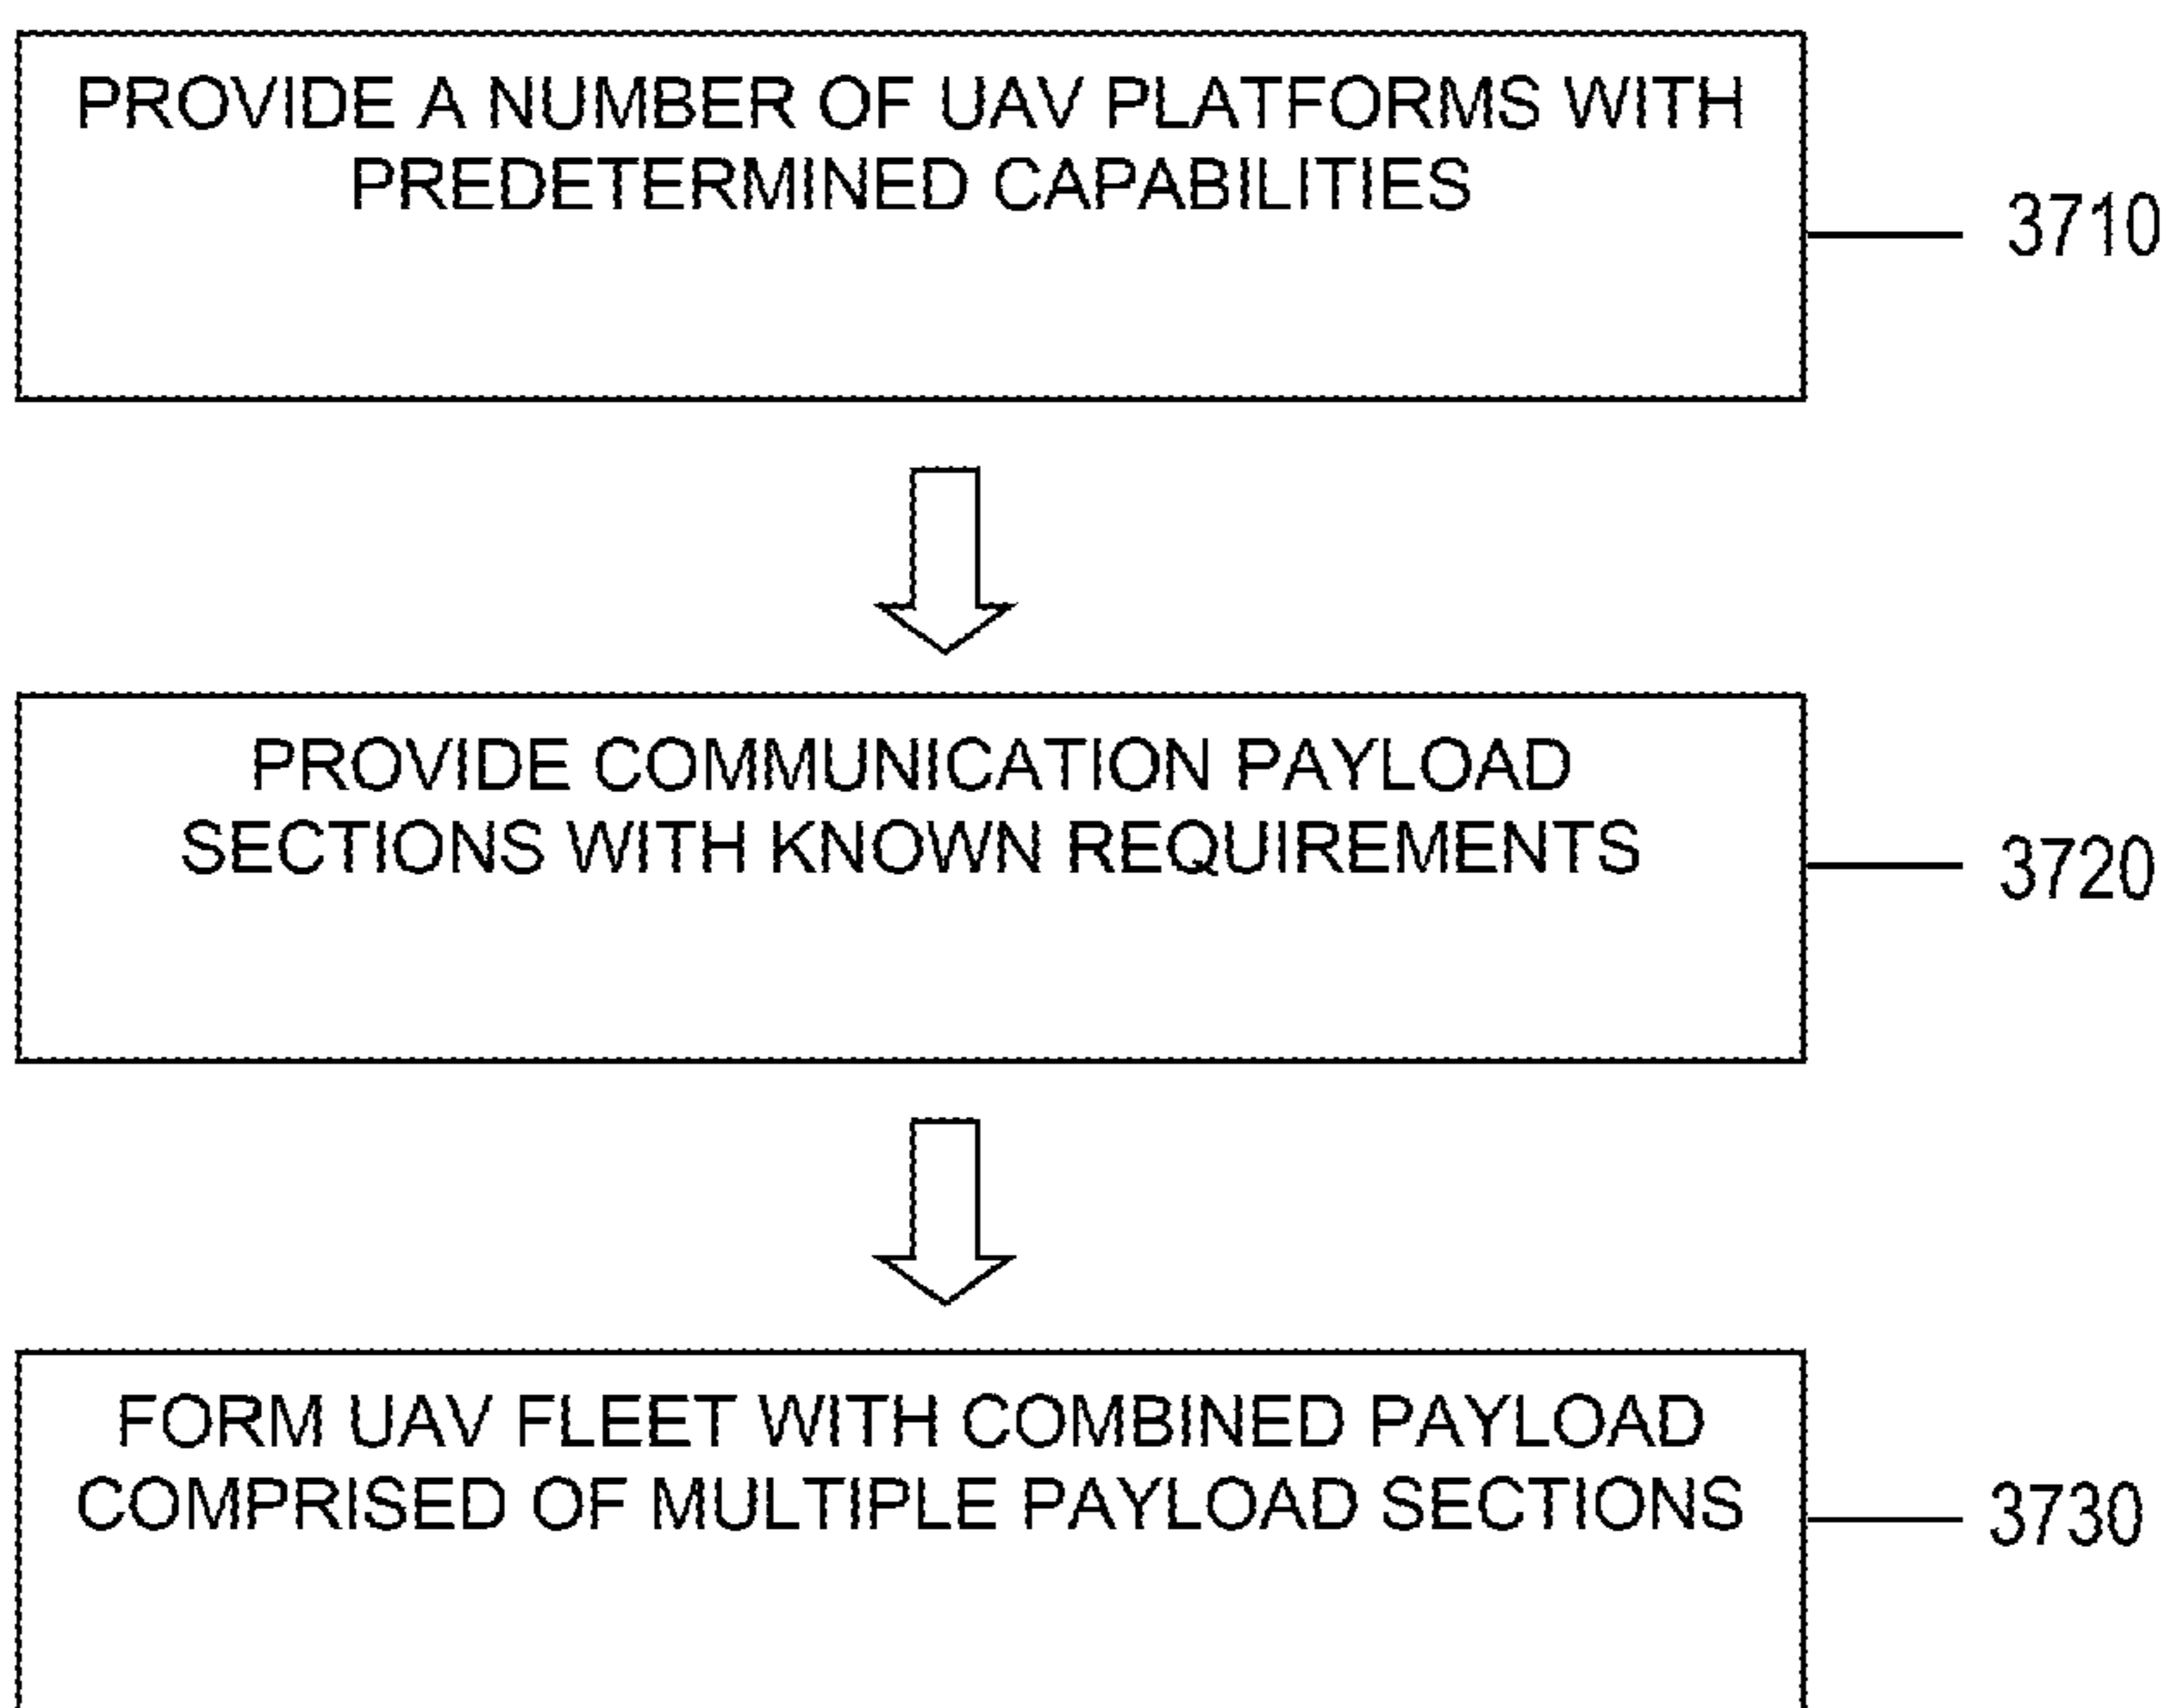 PROVIDE A NUMBER OF UAV PLATFORMS WITH
PREDETERMINED CAPABILITIES
3710
PROVIDE COMMUNICATION PAYLOAD
SECTIONS WITH KNOWN REQUIREMENTS
3720
FORM UAV FLEET WITH COMBINED PAYLOAD
COMPRISED OF MULTIPLE PAYLOAD SECTIONS
3730